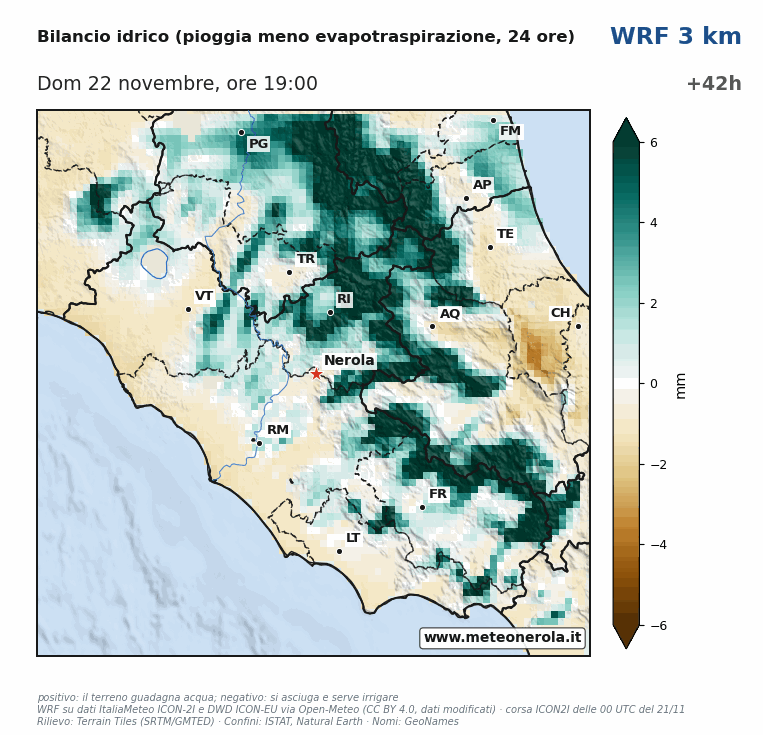 Bilancio idrico (pioggia meno evapotraspirazione, 24 ore)
WRF 3 km
Dom 22 novembre, ore 19:00
+42h
FM
PG
AP
TE
TR
VT
RI
AQ
CH
Nerola
RM
FR
LT
www.meteonerola.it
6
4
2
0
−2
−4
−6
mm
positivo: il terreno guadagna acqua; negativo: si asciuga e serve irrigare
WRF su dati ItaliaMeteo ICON-2I e DWD ICON-EU via Open-Meteo (CC BY 4.0, dati modificati) · corsa ICON2I delle 00 UTC del 21/11
Rilievo: Terrain Tiles (SRTM/GMTED) · Confini: ISTAT, Natural Earth · Nomi: GeoNames